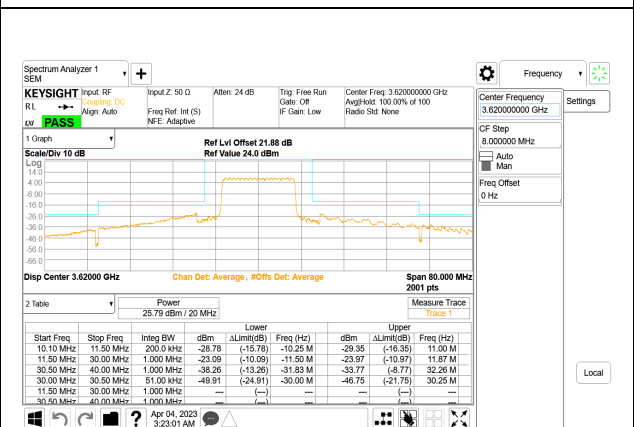 Spectrum Analyzer 1
SEM
Frequency
KEYSIGHT Input: RF Input Z: 50 Ω Atten: 24 dB Trig: Free Run Center Freq: 3.620000000 GHz
RL Coupling: DC Gate: Off Avg|Hold: 100.00% of 100
Align: Auto Freq Ref: Int (S) IF Gain: Low Radio Std: None
NFE: Adaptive
LXI PASS
Center Frequency
3.620000000 GHz
Settings
CF Step
8.000000 MHz
Auto
Man
Freq Offset
0 Hz
1 Graph
Ref Lvl Offset 21.88 dB
Scale/Div 10 dB Ref Value 24.0 dBm
Log
14.0
4.00
-6.00
-16.0
-26.0
-36.0
-46.0
-56.0
-66.0
Disp Center 3.62000 GHz Chan Det: Average , #Offs Det: Average Span 80.000 MHz
2001 pts
2 Table Power Measure Trace
25.79 dBm / 20 MHz Trace 1
Lower Upper
Start Freq Stop Freq Integ BW dBm ΔLimit(dB) Freq (Hz) dBm ΔLimit(dB) Freq (Hz)
10.10 MHz 11.50 MHz 200.0 kHz -28.78 (-15.78) -10.25 M -29.35 (-16.35) 11.00 M
11.50 MHz 30.00 MHz 1.000 MHz -23.09 (-10.09) -11.50 M -23.97 (-10.97) 11.87 M
30.50 MHz 40.00 MHz 1.000 MHz -38.26 (-13.26) -31.83 M -33.77 (-8.77) 32.26 M
30.00 MHz 30.50 MHz 51.00 kHz -49.91 (-24.91) -30.00 M -46.75 (-21.75) 30.25 M
11.50 MHz 30.00 MHz 1.000 MHz --- (---) --- --- (---) ---
30.50 MHz 40.00 MHz 1.000 MHz --- (---) --- --- (---) ---
Local
Apr 04, 2023
3:23:01 AM